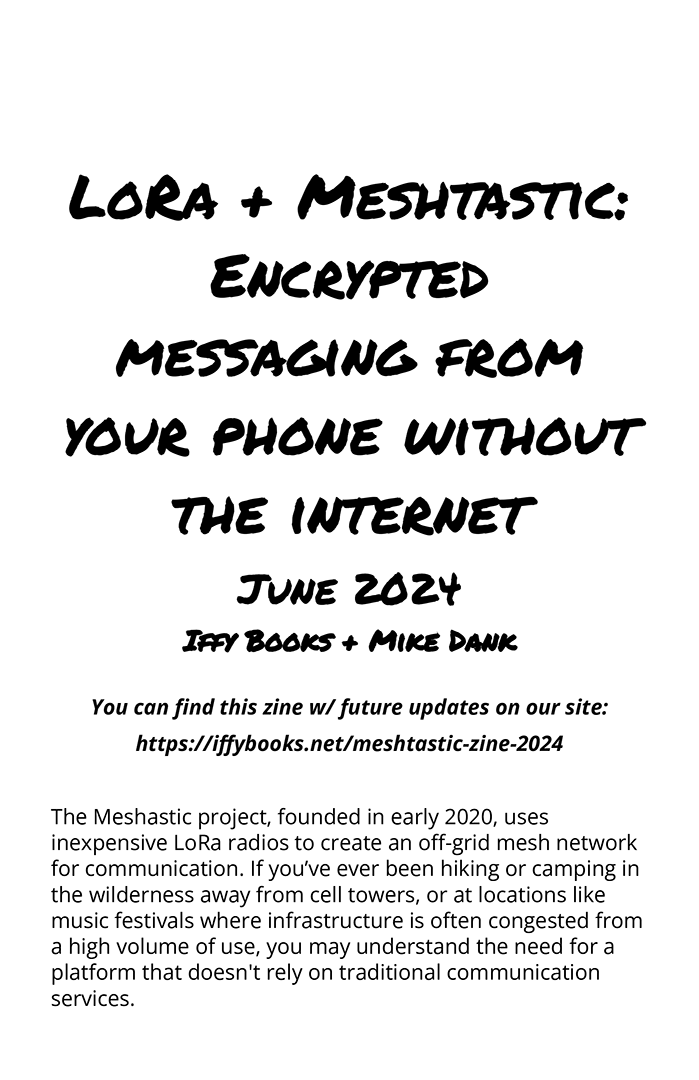 LoRa + Meshtastic:
Encrypted
messaging from
your phone without
the internet
June 2024
Iffy Books + Mike Dank
You can find this zine w/ future updates on our site:
https://iffybooks.net/meshtastic-zine-2024
The Meshastic project, founded in early 2020, uses
inexpensive LoRa radios to create an off-grid mesh network
for communication. If you’ve ever been hiking or camping in
the wilderness away from cell towers, or at locations like
music festivals where infrastructure is often congested from
a high volume of use, you may understand the need for a
platform that doesn't rely on traditional communication
services.